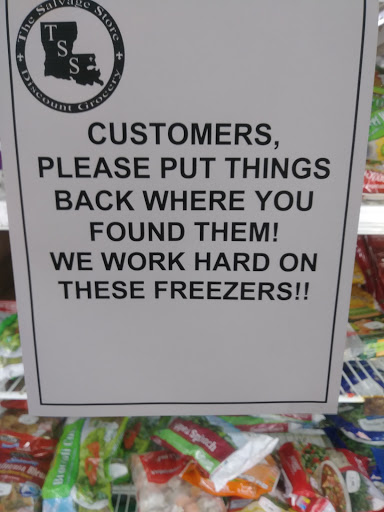 The Salvage Store
TSS
Discount Grocery
CUSTOMERS,
PLEASE PUT THINGS
BACK WHERE YOU
FOUND THEM!
WE WORK HARD ON
THESE FREEZERS!!